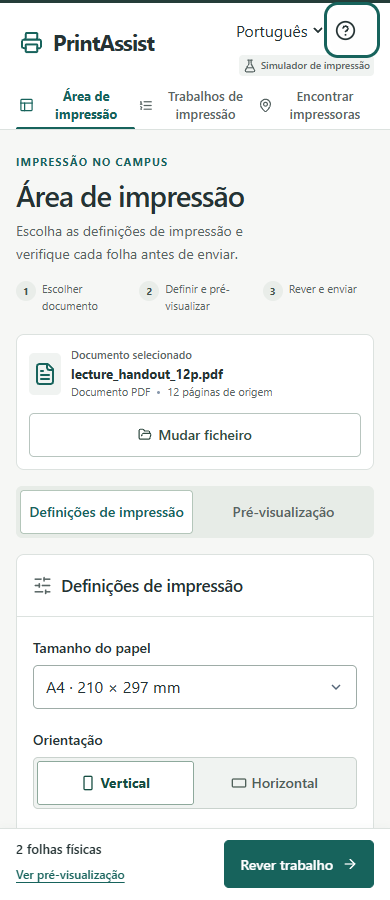 PrintAssist
Português
Simulador de impressão
Área de
impressão
Trabalhos de
impressão
Encontrar
impressoras
IMPRESSÃO NO CAMPUS
Área de impressão
Escolha as definições de impressão e
verifique cada folha antes de enviar.
1 Escolher
documento
2 Definir e pré-
visualizar
3 Rever e enviar
Documento selecionado
lecture_handout_12p.pdf
Documento PDF • 12 páginas de origem
Mudar ficheiro
Definições de impressão
Pré-visualização
Definições de impressão
Tamanho do papel
A4 · 210 × 297 mm
Orientação
Vertical
Horizontal
2 folhas físicas
Ver pré-visualização
Rever trabalho